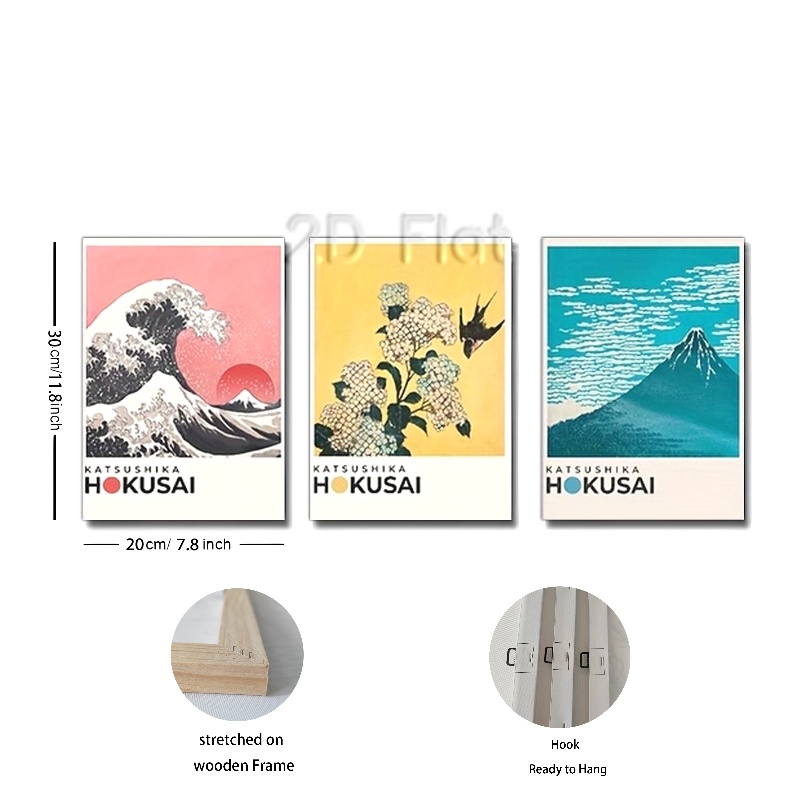 2D Flat
30cm/11.8inch
KATSUSHIKA
HOKUSAI
KATSUSHIKA
HOKUSAI
KATSUSHIKA
HOKUSAI
20cm/ 7.8 inch
stretched on
wooden Frame
Hook
Ready to Hang